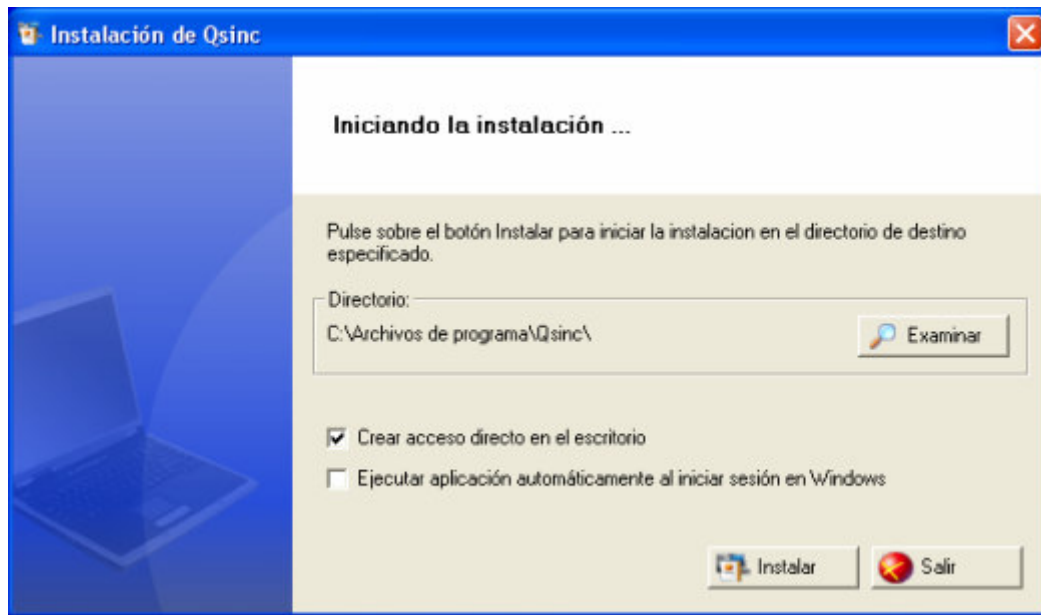 Instalación de Qsinc
Iniciando la instalación ...
Pulse sobre el botón Instalar para iniciar la instalacion en el directorio de destino
especificado.
Directorio:
C:\Archivos de programa\Qsinc\
Examinar
Crear acceso directo en el escritorio
Ejecutar aplicación automáticamente al iniciar sesión en Windows
Instalar
Salir